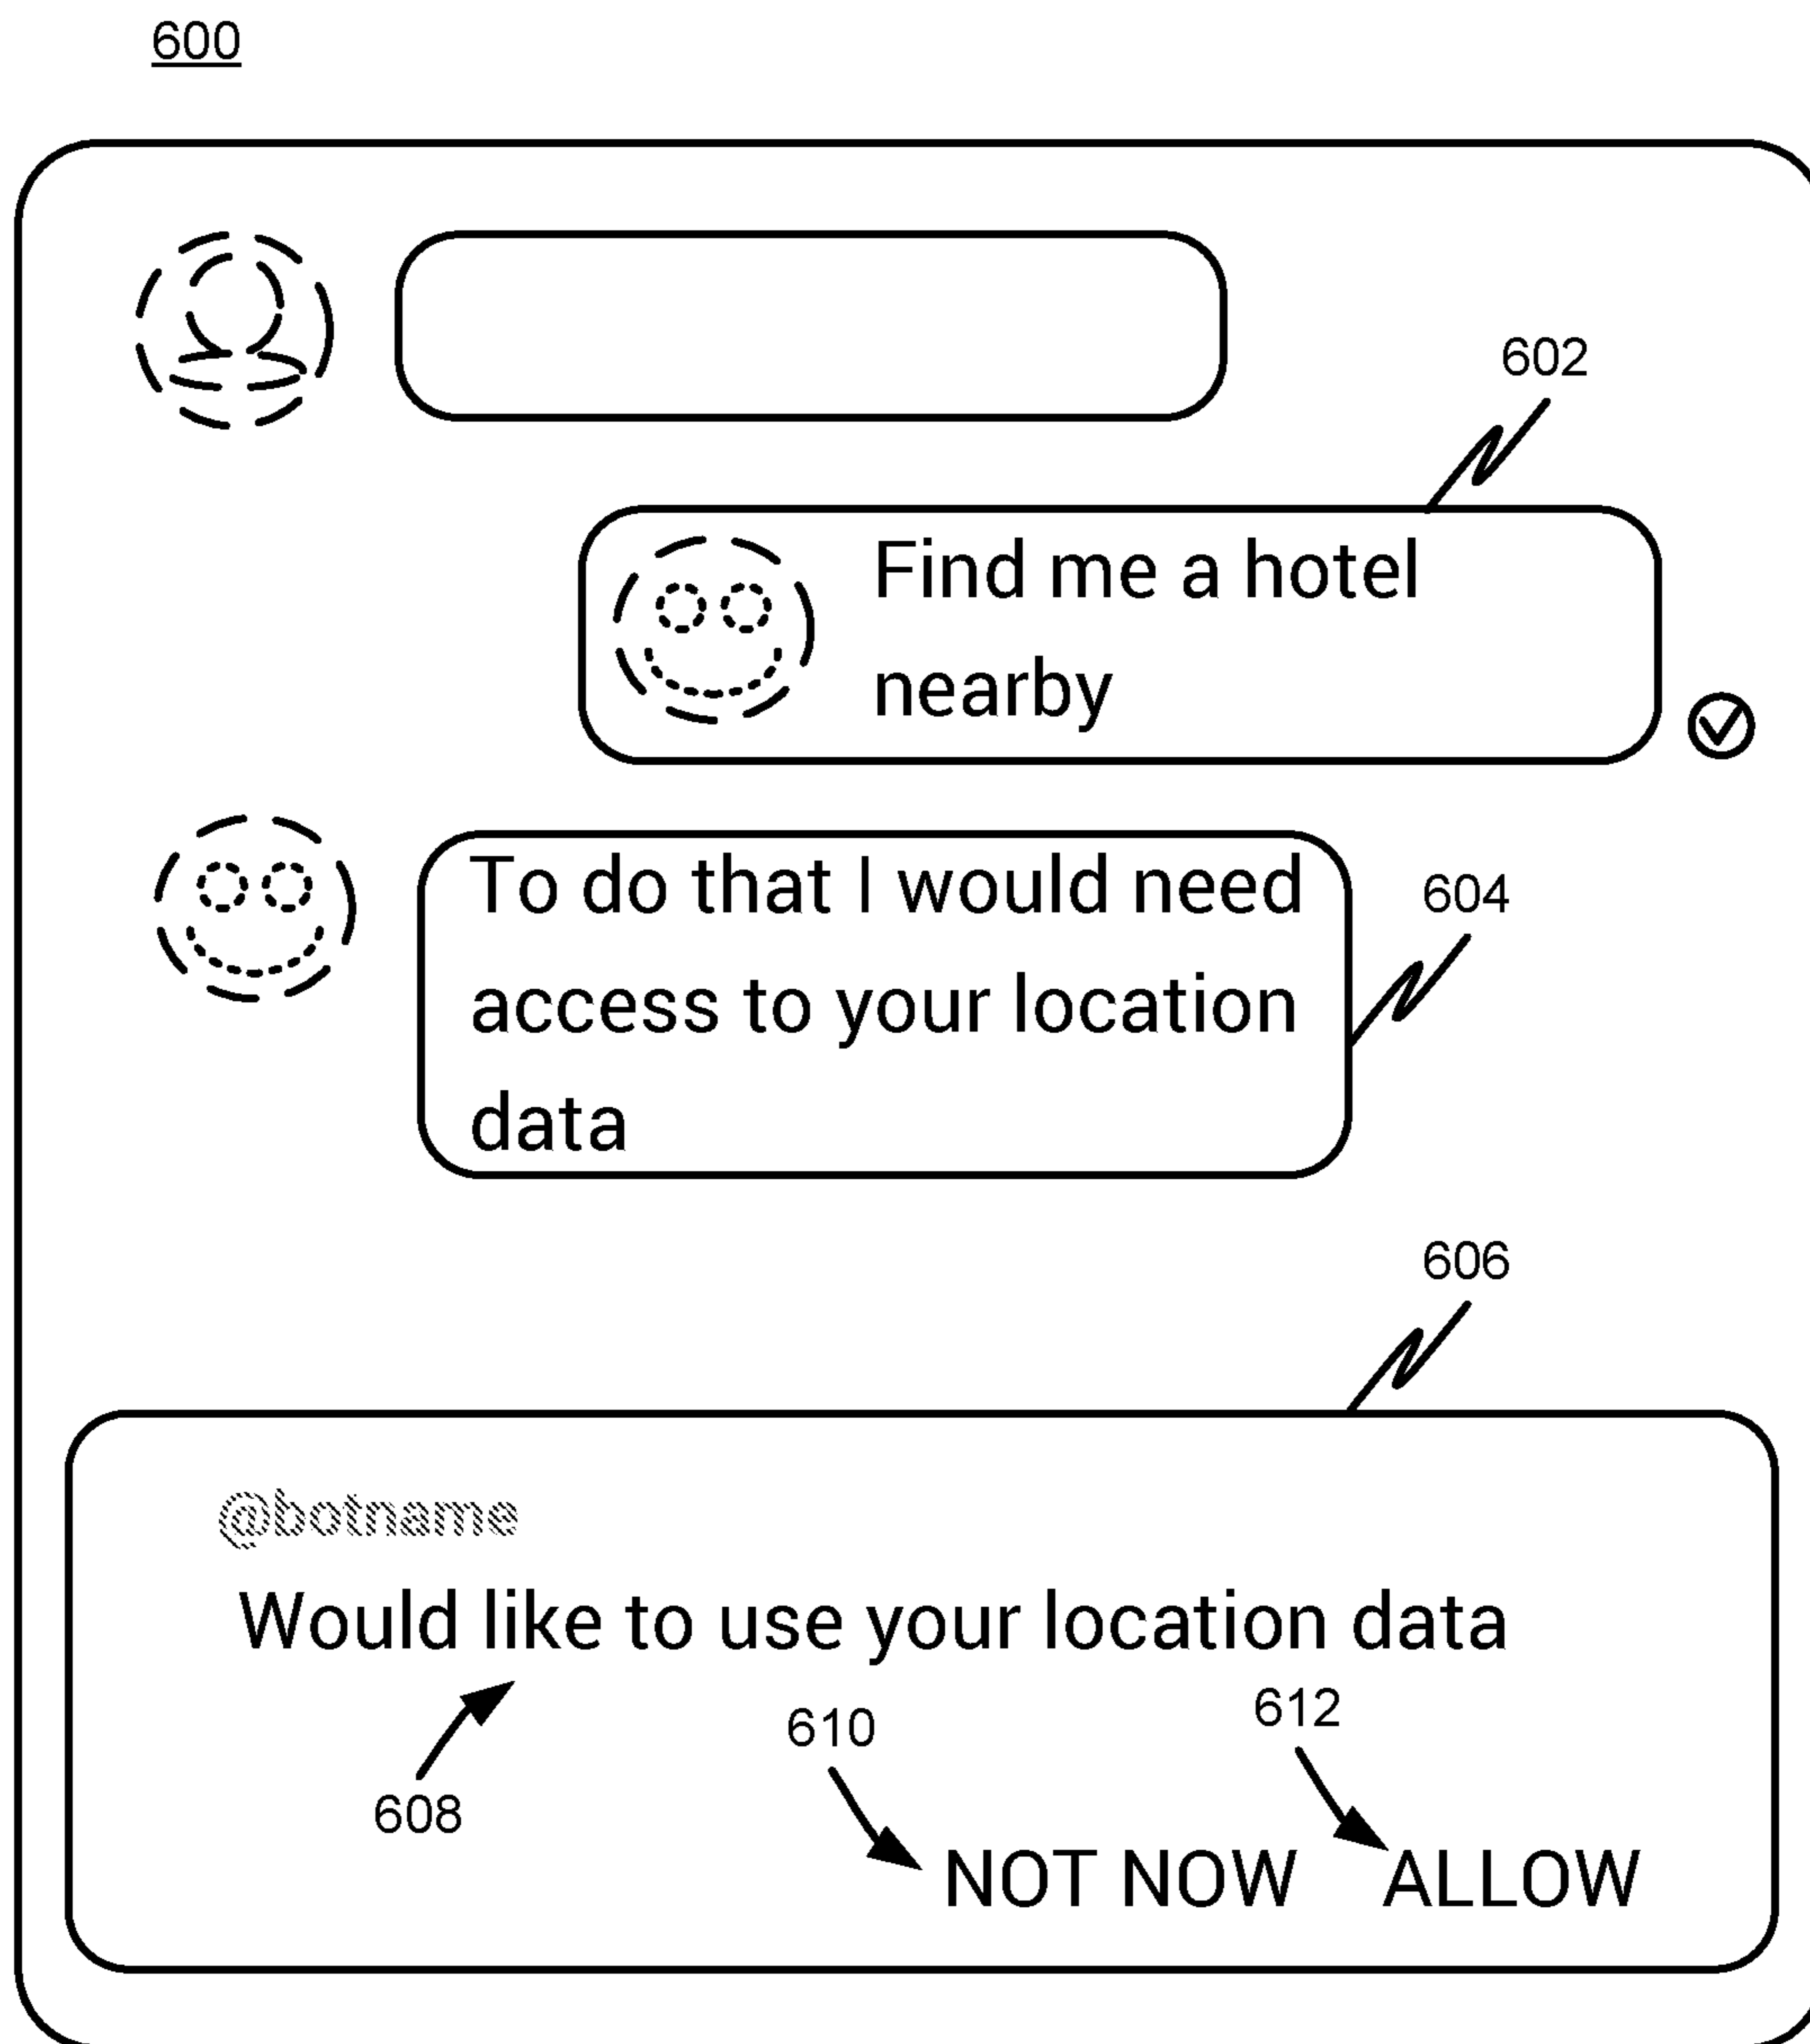 600
602
Find me a hotel
nearby
To do that I would need
604
access to your location
data
606
@botname
Would like to use your location data
608
610
612
NOT NOW ALLOW